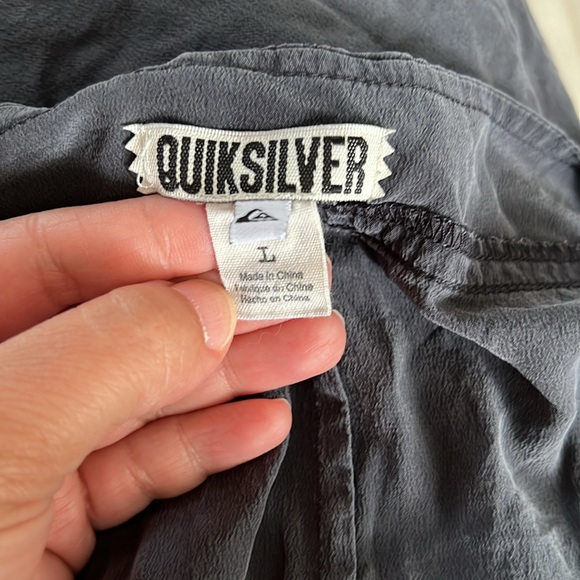 QUIKSILVER
L
Made in China
Fabriqué en Chine
Hecho en China